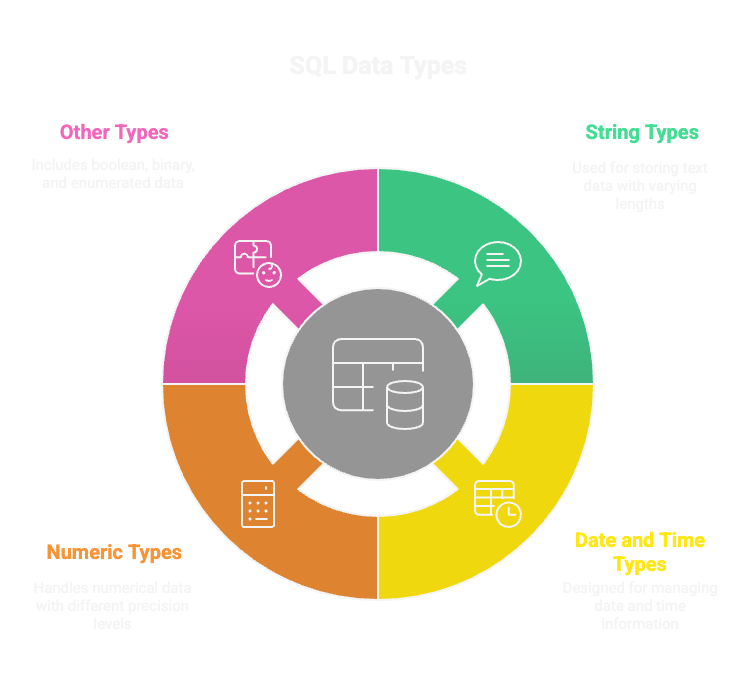 SQL Data Types
Other Types
Includes boolean, binary,
and enumerated data
String Types
Used for storing text
data with varying
lengths
Numeric Types
Handles numerical data
with different precision
levels
Date and Time
Types
Designed for managing
date and time
information